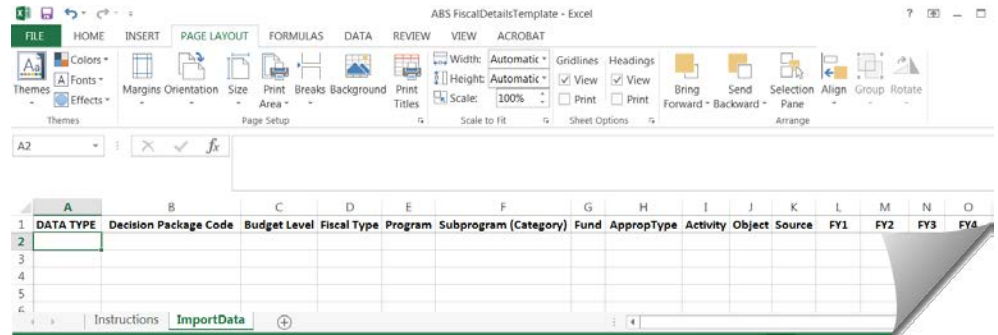 ABS FiscalDetailsTemplate - Excel
FILE HOME INSERT PAGE LAYOUT FORMULAS DATA REVIEW VIEW ACROBAT
Themes Colors Fonts Effects Margins Orientation Size Print Area Breaks Background Print Titles Width: Automatic Height: Automatic Scale: 100% Gridlines View Print Headings View Print Bring Forward Send Backward Selection Pane Align Group Rotate
Themes Page Setup Scale to Fit Sheet Options Arrange
A2 fx
A B C D E F G H I J K L M N O
1 DATA TYPE Decision Package Code Budget Level Fiscal Type Program Subprogram (Category) Fund AppropType Activity Object Source FY1 FY2 FY3 FY4
2
3
4
5
6
Instructions ImportData